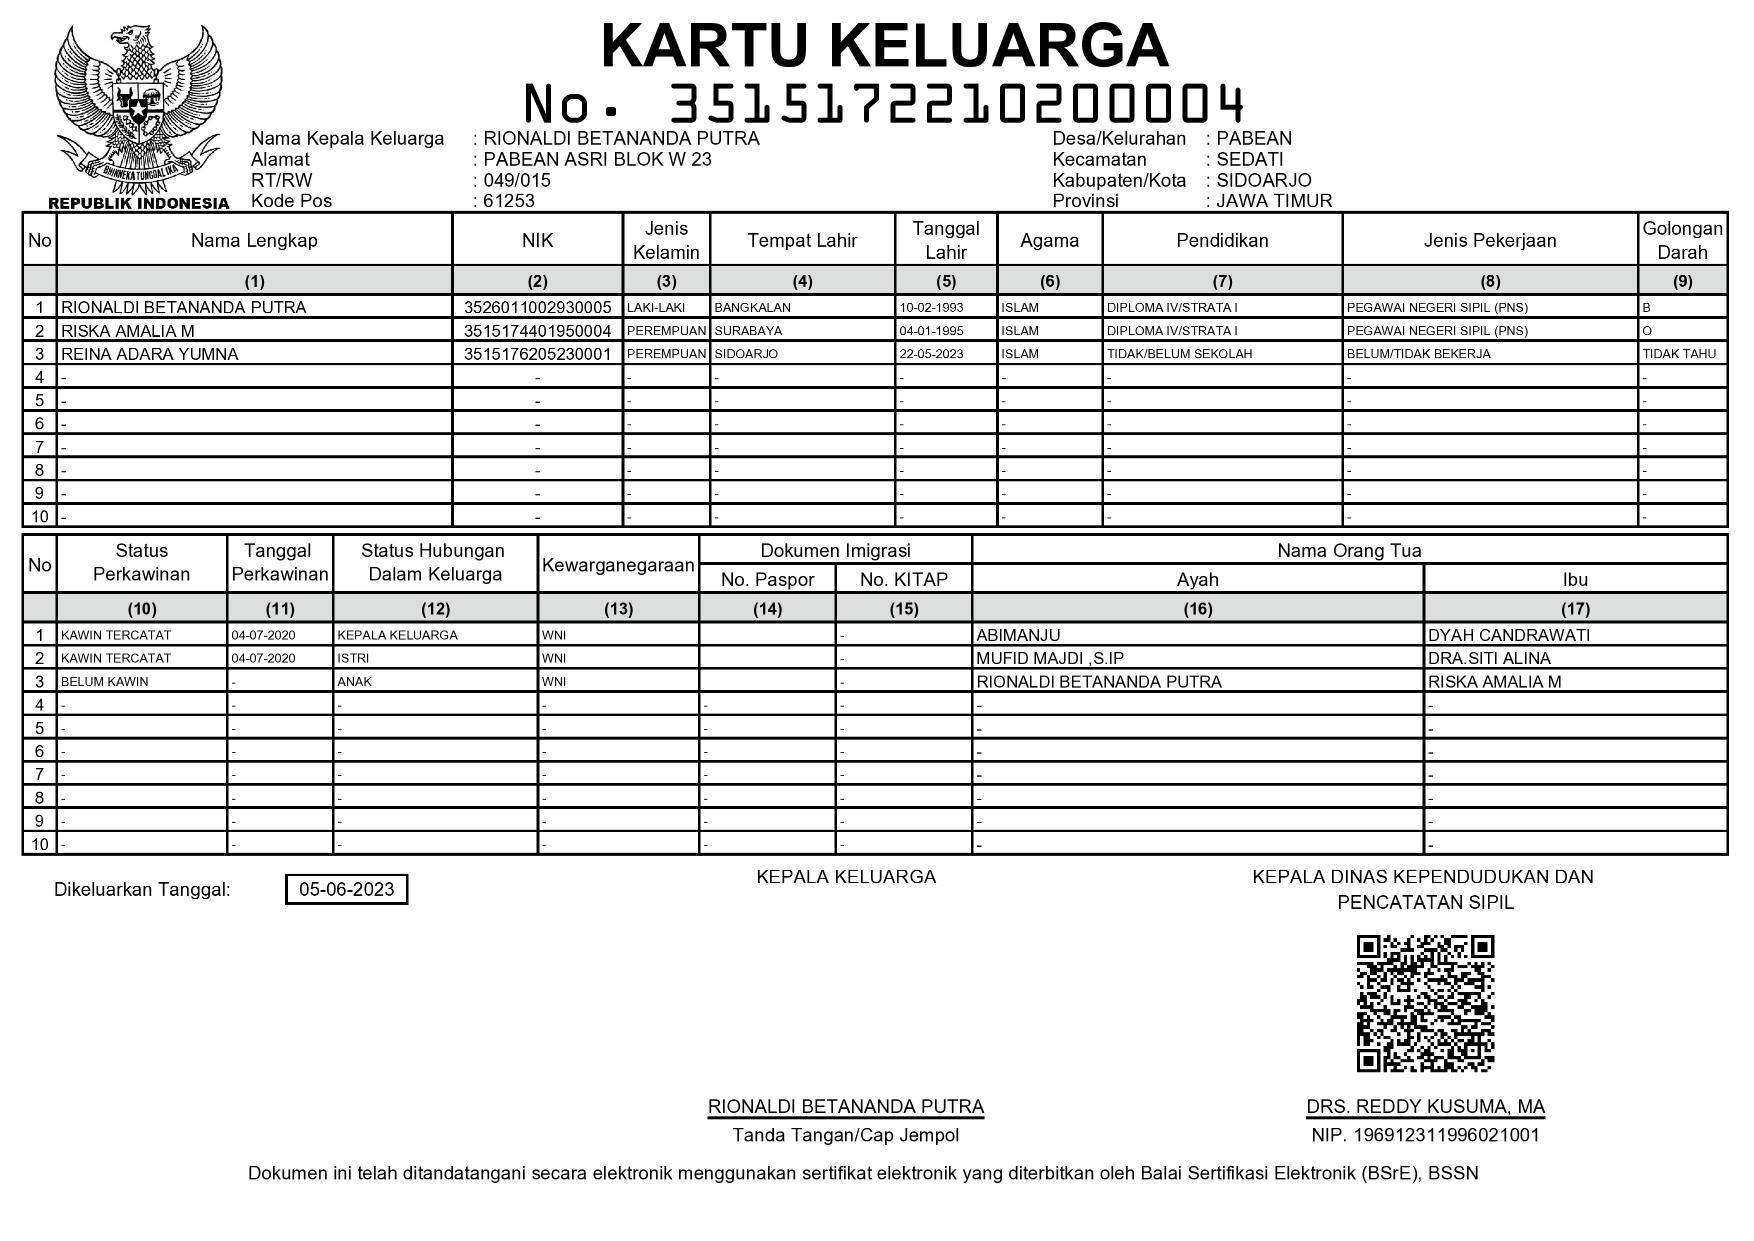 KARTU KELUARGA
No. 3515172210200004
BHINNEKA TUNGGAL IKA
REPUBLIK INDONESIA
Nama Kepala Keluarga : RIONALDI BETANANDA PUTRA
Alamat : PABEAN ASRI BLOK W 23
RT/RW : 049/015
Kode Pos : 61253
Desa/Kelurahan : PABEAN
Kecamatan : SEDATI
Kabupaten/Kota : SIDOARJO
Provinsi : JAWA TIMUR
No Nama Lengkap NIK Jenis Kelamin Tempat Lahir Tanggal Lahir Agama Pendidikan Jenis Pekerjaan Golongan Darah
(1) (2) (3) (4) (5) (6) (7) (8) (9)
1 RIONALDI BETANANDA PUTRA 3526011002930005 LAKI-LAKI BANGKALAN 10-02-1993 ISLAM DIPLOMA IV/STRATA I PEGAWAI NEGERI SIPIL (PNS) B
2 RISKA AMALIA M 3515174401950004 PEREMPUAN SURABAYA 04-01-1995 ISLAM DIPLOMA IV/STRATA I PEGAWAI NEGERI SIPIL (PNS) O
3 REINA ADARA YUMNA 3515176205230001 PEREMPUAN SIDOARJO 22-05-2023 ISLAM TIDAK/BELUM SEKOLAH BELUM/TIDAK BEKERJA TIDAK TAHU
4 - - - - - - - - -
5 - - - - - - - - -
6 - - - - - - - - -
7 - - - - - - - - -
8 - - - - - - - - -
9 - - - - - - - - -
10 - - - - - - - - -
No Status Perkawinan Tanggal Perkawinan Status Hubungan Dalam Keluarga Kewarganegaraan Dokumen Imigrasi Nama Orang Tua
No. Paspor No. KITAP Ayah Ibu
(10) (11) (12) (13) (14) (15) (16) (17)
1 KAWIN TERCATAT 04-07-2020 KEPALA KELUARGA WNI - ABIMANJU DYAH CANDRAWATI
2 KAWIN TERCATAT 04-07-2020 ISTRI WNI - MUFID MAJDI ,S.IP DRA.SITI ALINA
3 BELUM KAWIN - ANAK WNI - RIONALDI BETANANDA PUTRA RISKA AMALIA M
4 - - - - - - - -
5 - - - - - - - -
6 - - - - - - - -
7 - - - - - - - -
8 - - - - - - - -
9 - - - - - - - -
10 - - - - - - - -
Dikeluarkan Tanggal: 05-06-2023
KEPALA KELUARGA
RIONALDI BETANANDA PUTRA
Tanda Tangan/Cap Jempol
KEPALA DINAS KEPENDUDUKAN DAN
PENCATATAN SIPIL
DRS. REDDY KUSUMA, MA
NIP. 196912311996021001
Dokumen ini telah ditandatangani secara elektronik menggunakan sertifikat elektronik yang diterbitkan oleh Balai Sertifikasi Elektronik (BSrE), BSSN